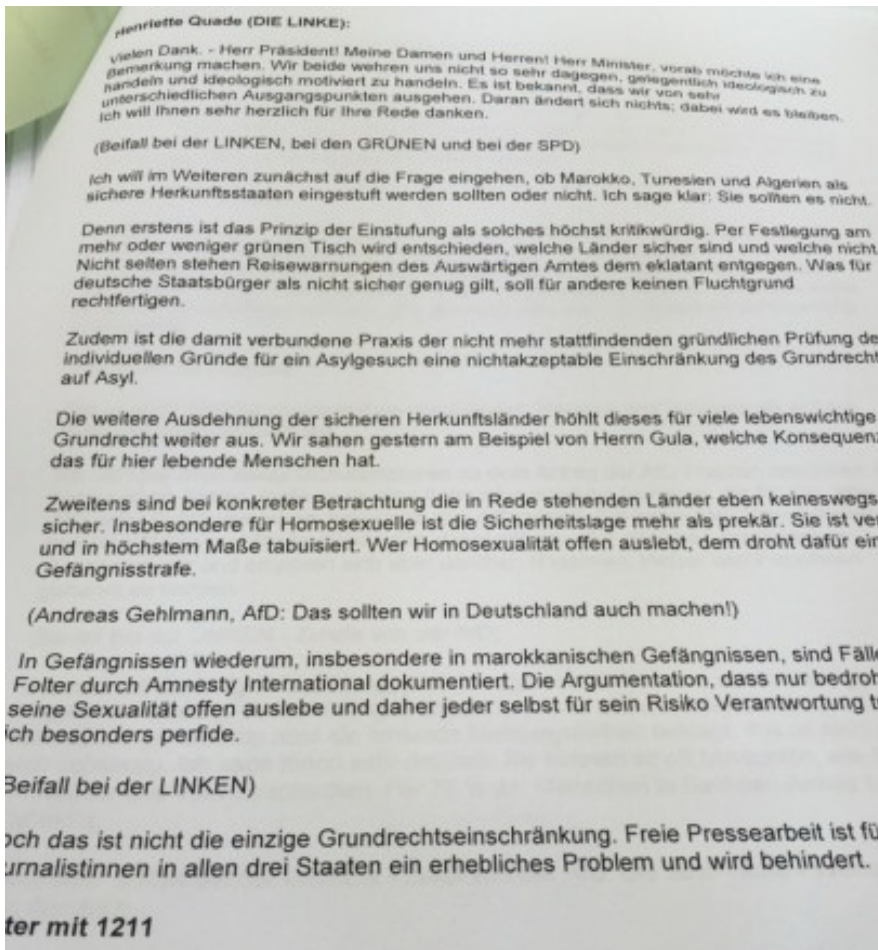 Henriette Quade (DIE LINKE):
Vielen Dank. - Herr Präsident! Meine Damen und Herren! Herr Minister, vorab möchte ich eine
Bemerkung machen. Wir beide wehren uns nicht so sehr dagegen, gelegentlich ideologisch zu
handeln und ideologisch motiviert zu handeln. Es ist bekannt, dass wir von sehr
unterschiedlichen Ausgangspunkten ausgehen. Daran ändert sich nichts; dabei wird es bleiben.
Ich will Ihnen sehr herzlich für Ihre Rede danken.
(Beifall bei der LINKEN, bei den GRÜNEN und bei der SPD)
Ich will im Weiteren zunächst auf die Frage eingehen, ob Marokko, Tunesien und Algerien als
sichere Herkunftsstaaten eingestuft werden sollten oder nicht. Ich sage klar: Sie sollten es nicht.
Denn erstens ist das Prinzip der Einstufung als solches höchst kritikwürdig. Per Festlegung am
mehr oder weniger grünen Tisch wird entschieden, welche Länder sicher sind und welche nicht
Nicht selten stehen Reisewarnungen des Auswärtigen Amtes dem eklatant entgegen. Was für
deutsche Staatsbürger als nicht sicher genug gilt, soll für andere keinen Fluchtgrund
rechtfertigen.
Zudem ist die damit verbundene Praxis der nicht mehr stattfindenden gründlichen Prüfung de
individuellen Gründe für ein Asylgesuch eine nichtakzeptable Einschränkung des Grundrecht
auf Asyl.
Die weitere Ausdehnung der sicheren Herkunftsländer höhlt dieses für viele lebenswichtige
Grundrecht weiter aus. Wir sahen gestern am Beispiel von Herrn Gula, welche Konsequenz
das für hier lebende Menschen hat.
Zweitens sind bei konkreter Betrachtung die in Rede stehenden Länder eben keineswegs
sicher. Insbesondere für Homosexuelle ist die Sicherheitslage mehr als prekär. Sie ist ver
und in höchstem Maße tabuisiert. Wer Homosexualität offen auslebt, dem droht dafür ein
Gefängnisstrafe.
(Andreas Gehlmann, AfD: Das sollten wir in Deutschland auch machen!)
In Gefängnissen wiederum, insbesondere in marokkanischen Gefängnissen, sind Fälle
Folter durch Amnesty International dokumentiert. Die Argumentation, dass nur bedroh
seine Sexualität offen auslebe und daher jeder selbst für sein Risiko Verantwortung t
ich besonders perfide.
Beifall bei der LINKEN)
och das ist nicht die einzige Grundrechtseinschränkung. Freie Pressearbeit ist fü
urnalistinnen in allen drei Staaten ein erhebliches Problem und wird behindert.
ter mit 1211